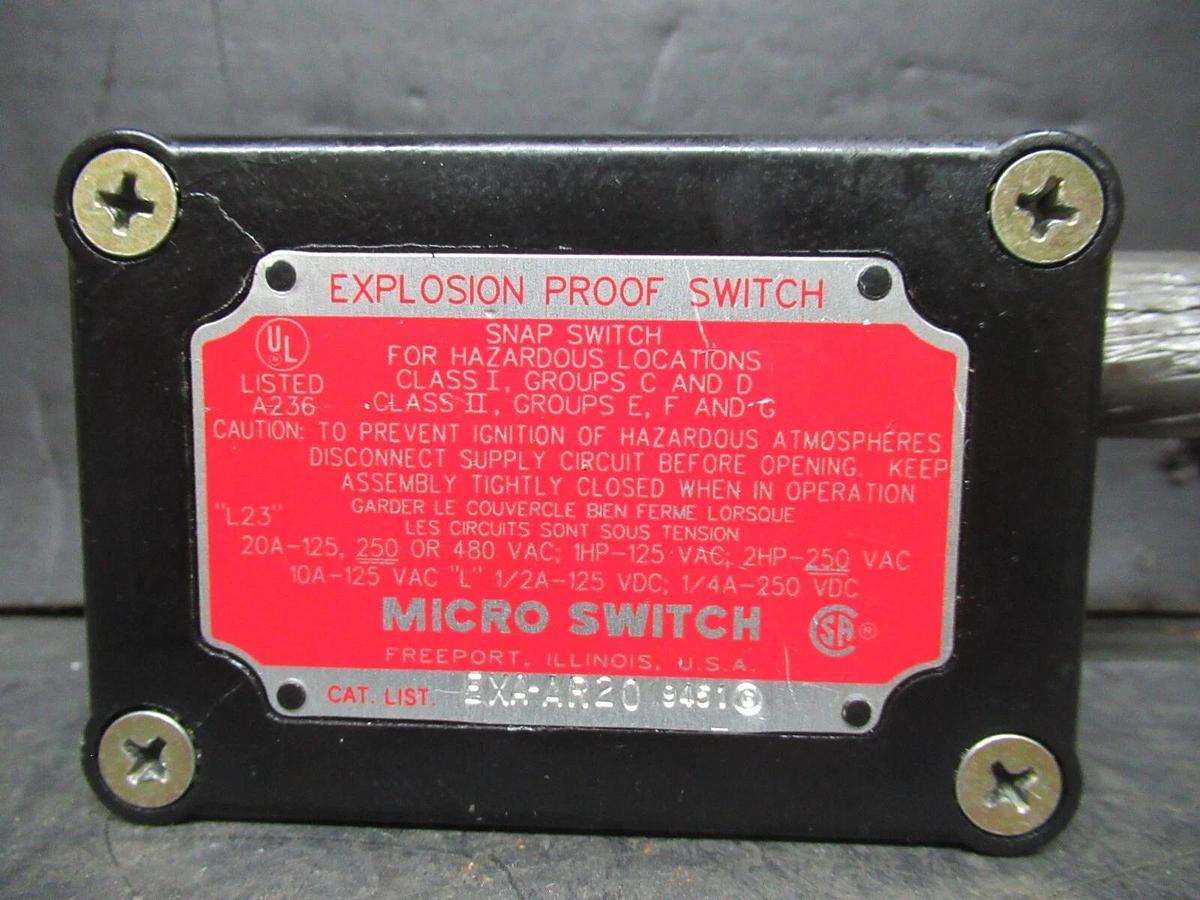 EXPLOSION PROOF SWITCH
UL
LISTED
A236
SNAP SWITCH
FOR HAZARDOUS LOCATIONS
CLASS I, GROUPS C AND D
CLASS II, GROUPS E, F AND G
CAUTION: TO PREVENT IGNITION OF HAZARDOUS ATMOSPHERES
DISCONNECT SUPPLY CIRCUIT BEFORE OPENING. KEEP
ASSEMBLY TIGHTLY CLOSED WHEN IN OPERATION
"L23"
GARDER LE COUVERCLE BIEN FERME LORSQUE
LES CIRCUITS SONT SOUS TENSION
20A-125, 250 OR 480 VAC; 1HP-125 VAC; 2HP-250 VAC
10A-125 VAC "L" 1/2A-125 VDC; 1/4A-250 VDC
MICRO SWITCH
SA ®
FREEPORT, ILLINOIS, U.S.A.
CAT. LIST. EXA-AR20 9451 6